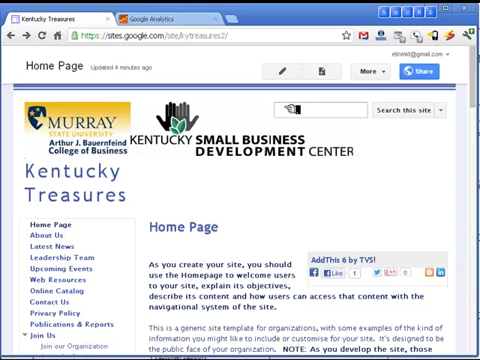 Kentucky Treasures
Google Analytics
https://sites.google.com/site/kytreasures2/
Home Page Updated 4 minutes ago
More
Share
Search this site
MURRAY
STATE UNIVERSITY
Arthur J. Bauernfeind
College of Business
KENTUCKY SMALL BUSINESS
DEVELOPMENT CENTER
Kentucky
Treasures
Home Page
About Us
Latest News
Leadership Team
Upcoming Events
Web Resources
Online Catalog
Contact Us
Privacy Policy
Publications & Reports
Join Us
Join our Organization
Home Page
AddThis 6 by TVS!
Like 1
+1 0
As you create your site, you should
use the Homepage to welcome users
to your site, explain its objectives,
describe its content and how users can access that content with the
navigational system of the site.
This is a generic site template for organizations, with some examples of the kind of
information you might like to include or customise for your site. It's designed to be
the public face of your organization. NOTE: As you develop the site, those